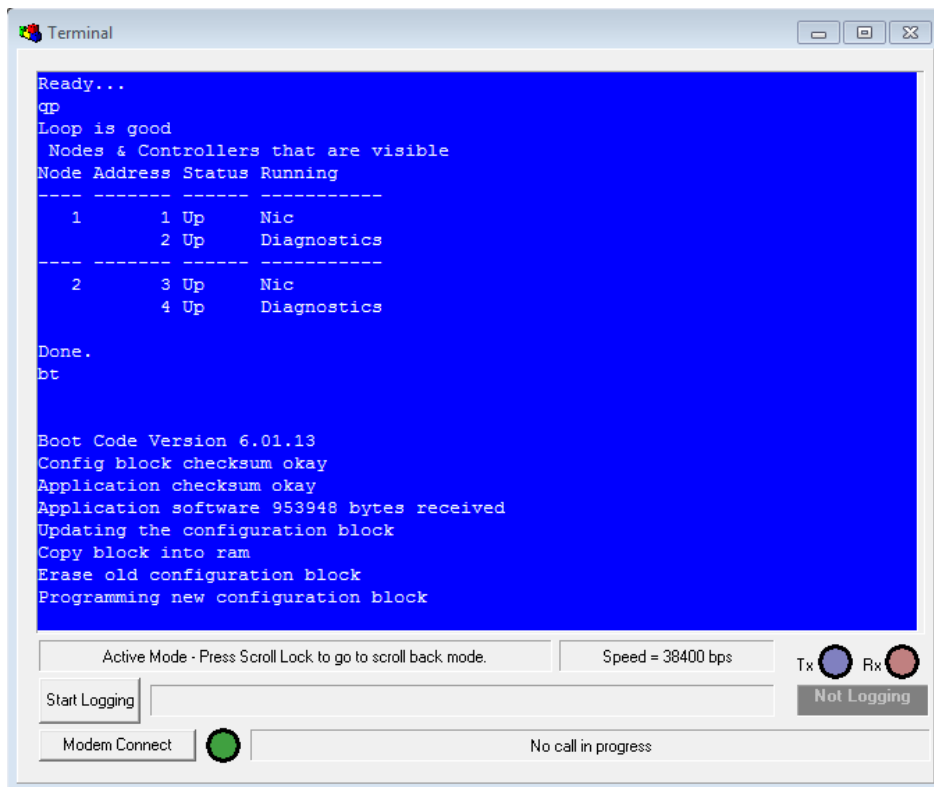 Terminal
Ready...
qp
Loop is good
 Nodes & Controllers that are visible
Node Address Status Running
---- ------- ------ -----------
   1       1 Up     Nic
           2 Up     Diagnostics
---- ------- ------ -----------
   2       3 Up     Nic
           4 Up     Diagnostics
Done.
bt
Boot Code Version 6.01.13
Config block checksum okay
Application checksum okay
Application software 953948 bytes received
Updating the configuration block
Copy block into ram
Erase old configuration block
Programming new configuration block
Active Mode - Press Scroll Lock to go to scroll back mode.
Speed = 38400 bps
Tx Rx
Start Logging
Not Logging
Modem Connect
No call in progress